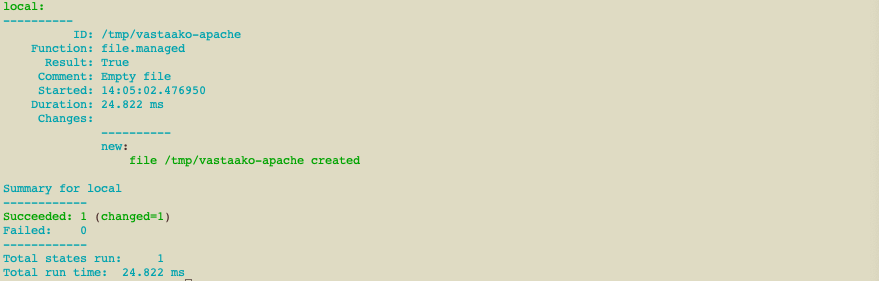 local:
----------
          ID: /tmp/vastaako-apache
    Function: file.managed
      Result: True
     Comment: Empty file
     Started: 14:05:02.476950
    Duration: 24.822 ms
     Changes:
              ----------
              new:
                  file /tmp/vastaako-apache created
Summary for local
------------
Succeeded: 1 (changed=1)
Failed:    0
------------
Total states run:     1
Total run time:  24.822 ms